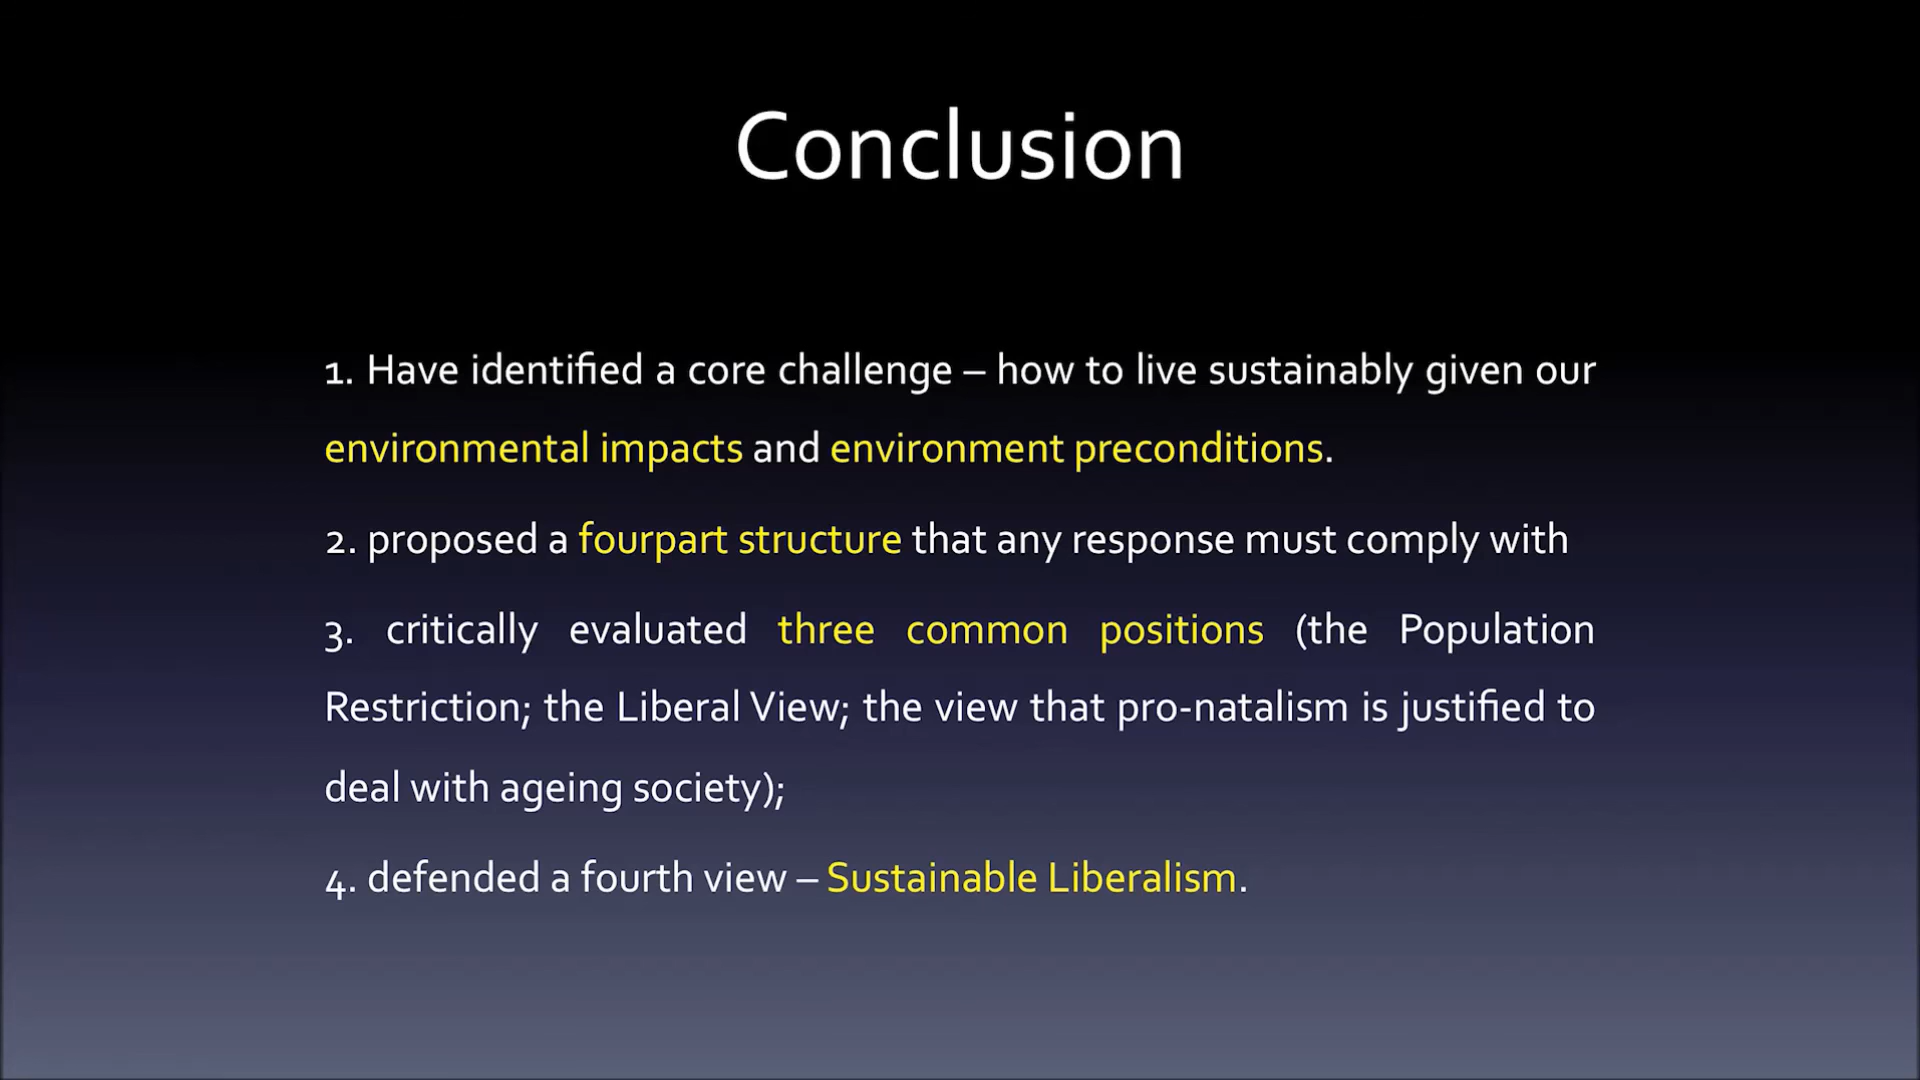 Conclusion
1. Have identified a core challenge – how to live sustainably given our
environmental impacts and environment preconditions.
2. proposed a fourpart structure that any response must comply with
3. critically evaluated three common positions (the Population
Restriction; the Liberal View; the view that pro-natalism is justified to
deal with ageing society);
4. defended a fourth view – Sustainable Liberalism.